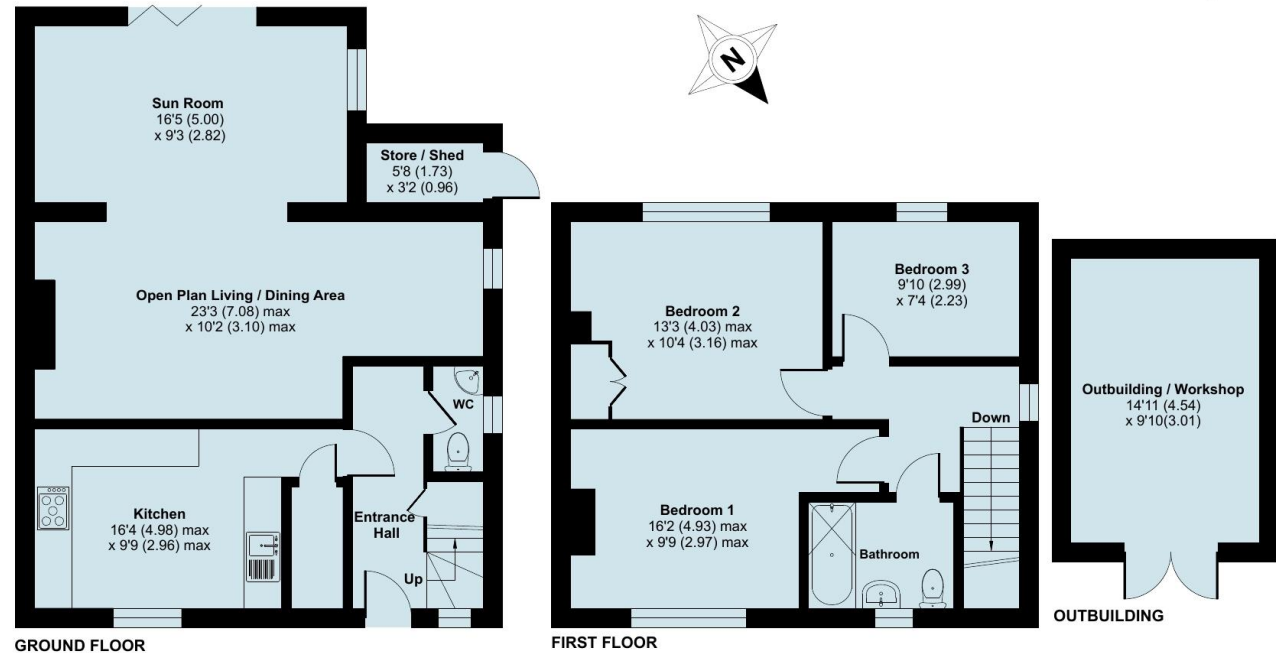 N
Sun Room
16'5 (5.00)
x 9'3 (2.82)
Store / Shed
5'8 (1.73)
x 3'2 (0.96)
Open Plan Living / Dining Area
23'3 (7.08) max
x 10'2 (3.10) max
WC
Kitchen
16'4 (4.98) max
x 9'9 (2.96) max
Entrance
Hall
Up
GROUND FLOOR
Bedroom 2
13'3 (4.03) max
x 10'4 (3.16) max
Bedroom 3
9'10 (2.99)
x 7'4 (2.23)
Down
Bedroom 1
16'2 (4.93) max
x 9'9 (2.97) max
Bathroom
FIRST FLOOR
Outbuilding / Workshop
14'11 (4.54)
x 9'10(3.01)
OUTBUILDING